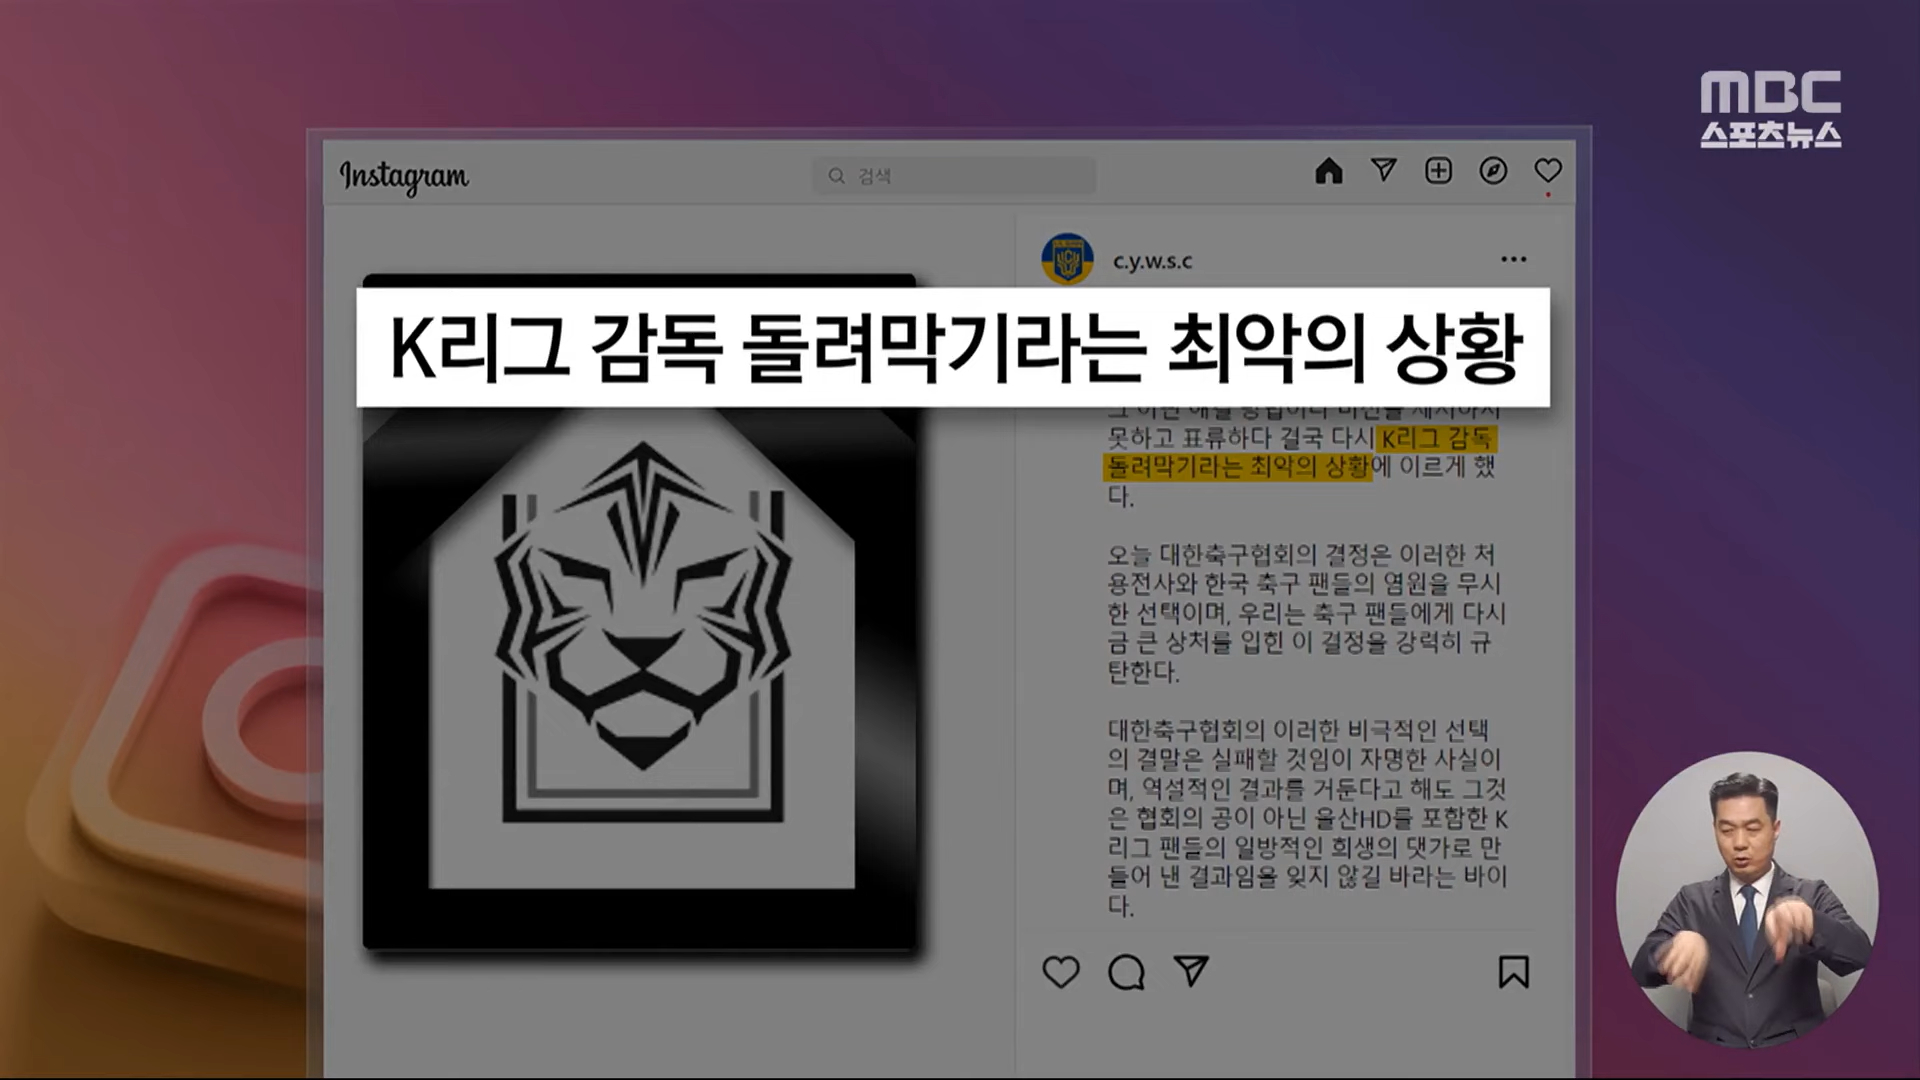 MBC
스포츠뉴스
Instagram
검색
c.y.w.s.c
K리그 감독 돌려막기라는 최악의 상황
못하고 표류하다 결국 다시 K리그 감독
돌려막기라는 최악의 상황에 이르게 했
다.
오늘 대한축구협회의 결정은 이러한 처
용전사와 한국 축구 팬들의 염원을 무시
한 선택이며, 우리는 축구 팬들에게 다시
금 큰 상처를 입힌 이 결정을 강력히 규
탄한다.
대한축구협회의 이러한 비극적인 선택
의 결말은 실패할 것임이 자명한 사실이
며, 역설적인 결과를 거둔다고 해도 그것
은 협회의 공이 아닌 울산HD를 포함한 K
리그 팬들의 일방적인 희생의 댓가로 만
들어 낸 결과임을 잊지 않길 바라는 바이
다.